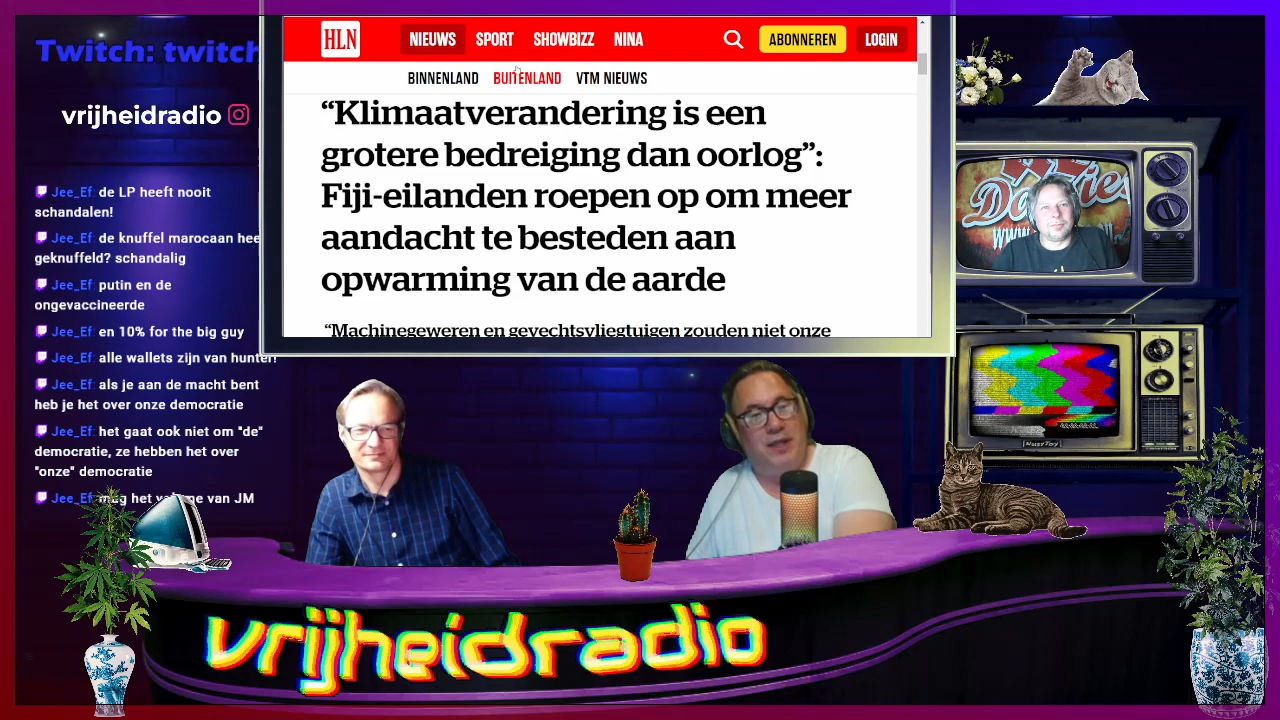 Twitch: twitch
vrijheidradio
Jee_Ef: de LP heeft nooit
schandalen!
Jee_Ef: de knuffel marocaan hee
geknuffeld? schandalig
Jee_Ef: putin en de
ongevaccineerde
Jee_Ef: en 10% for the big guy
Jee_Ef: alle wallets zijn van hunter!
Jee_Ef: als je aan de macht bent
heb je het over onze democratie
Jee_Ef: het gaat ook niet om "de"
democratie, ze hebben het over
"onze" democratie
Jee_Ef: mag het van JM
HLN
NIEUWS SPORT SHOWBIZZ NINA
ABONNEREN LOGIN
BINNENLAND BUITENLAND VTM NIEUWS
“Klimaatverandering is een
grotere bedreiging dan oorlog”:
Fiji-eilanden roepen op om meer
aandacht te besteden aan
opwarming van de aarde
“Machinegeweren en gevechtsvliegtuigen zouden niet onze
vrijheidradio